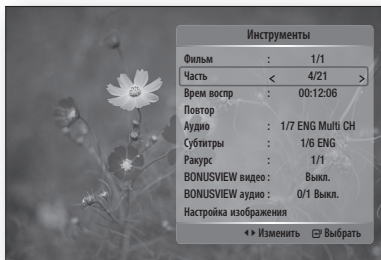 Инструменты
Фильм : 1/1
Часть < 4/21 >
Врем воспр : 00:12:06
Повтор
Аудио : 1/7 ENG Multi CH
Субтитры : 1/6 ENG
Ракурс : 1/1
BONUSVIEW видео : Выкл.
BONUSVIEW аудио : 0/1 Выкл.
Настройка изображения
◄► Изменить Выбрать